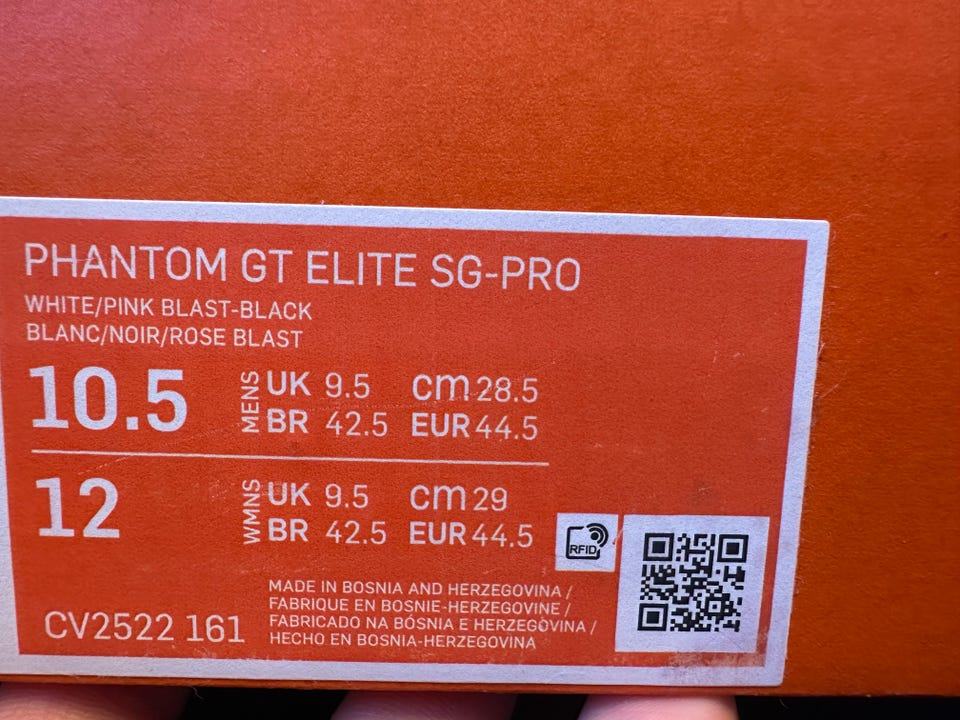 PHANTOM GT ELITE SG-PRO
WHITE/PINK BLAST-BLACK
BLANC/NOIR/ROSE BLAST
10.5 MENS UK 9.5 cm 28.5
BR 42.5 EUR 44.5
12 WMNS UK 9.5 cm 29
BR 42.5 EUR 44.5
RFID
CV2522 161
MADE IN BOSNIA AND HERZEGOVINA /
FABRIQUE EN BOSNIE-HERZEGOVINE /
FABRICADO NA BÓSNIA E HERZEGOVINA /
HECHO EN BOSNIA-HERZEGOVINA